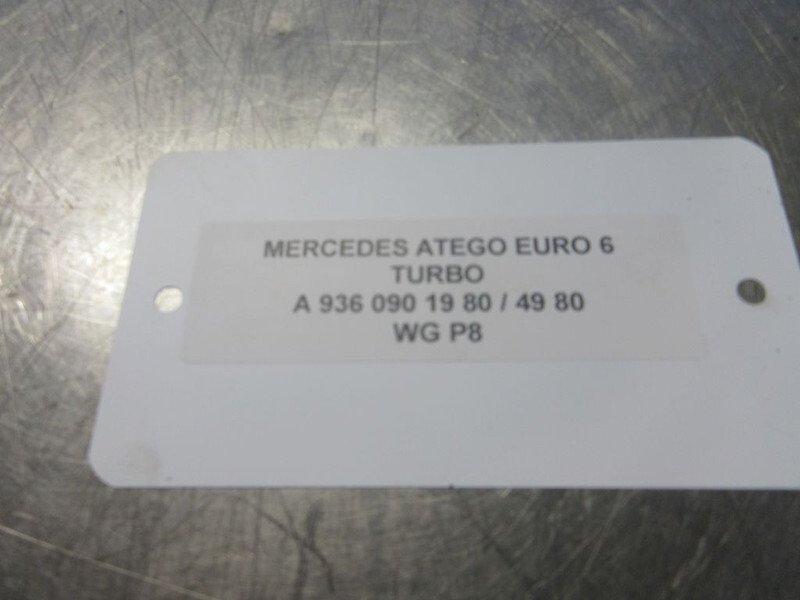 MERCEDES ATEGO EURO 6
TURBO
A 936 090 19 80 / 49 80
WG P8